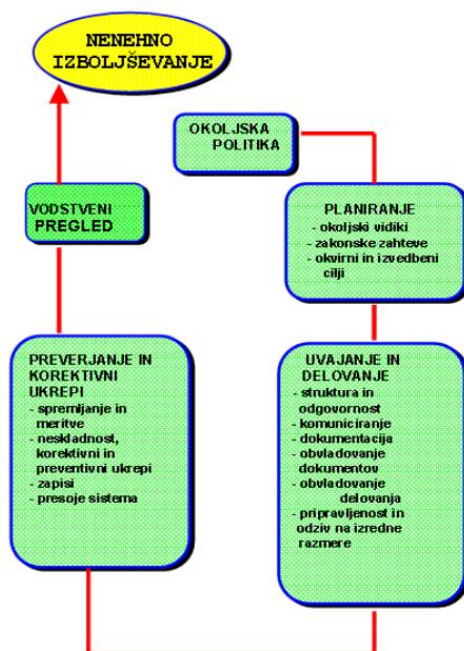 NENEHNO
IZBOLJŠEVANJE
OKOLJSKA
POLITIKA
PLANIRANJE
- okoljski vidiki
- zakonske zahteve
- okvirni in izvedbeni
cilji
VODSTVENI
PREGLED
UVAJANJE IN
DELOVANJE
- struktura in
odgovornost
- komuniciranje
- dokumentacija
- obvladovanje
dokumentov
- obvladovanje
delovanja
- pripravljenost in
odziv na izredne
razmere
PREVERJANJE IN
KOREKTIVNI
UKREPI
- spremljanje in
meritve
- neskladnost,
korektivni in
preventivni ukrepi
- zapisi
- presoje sistema